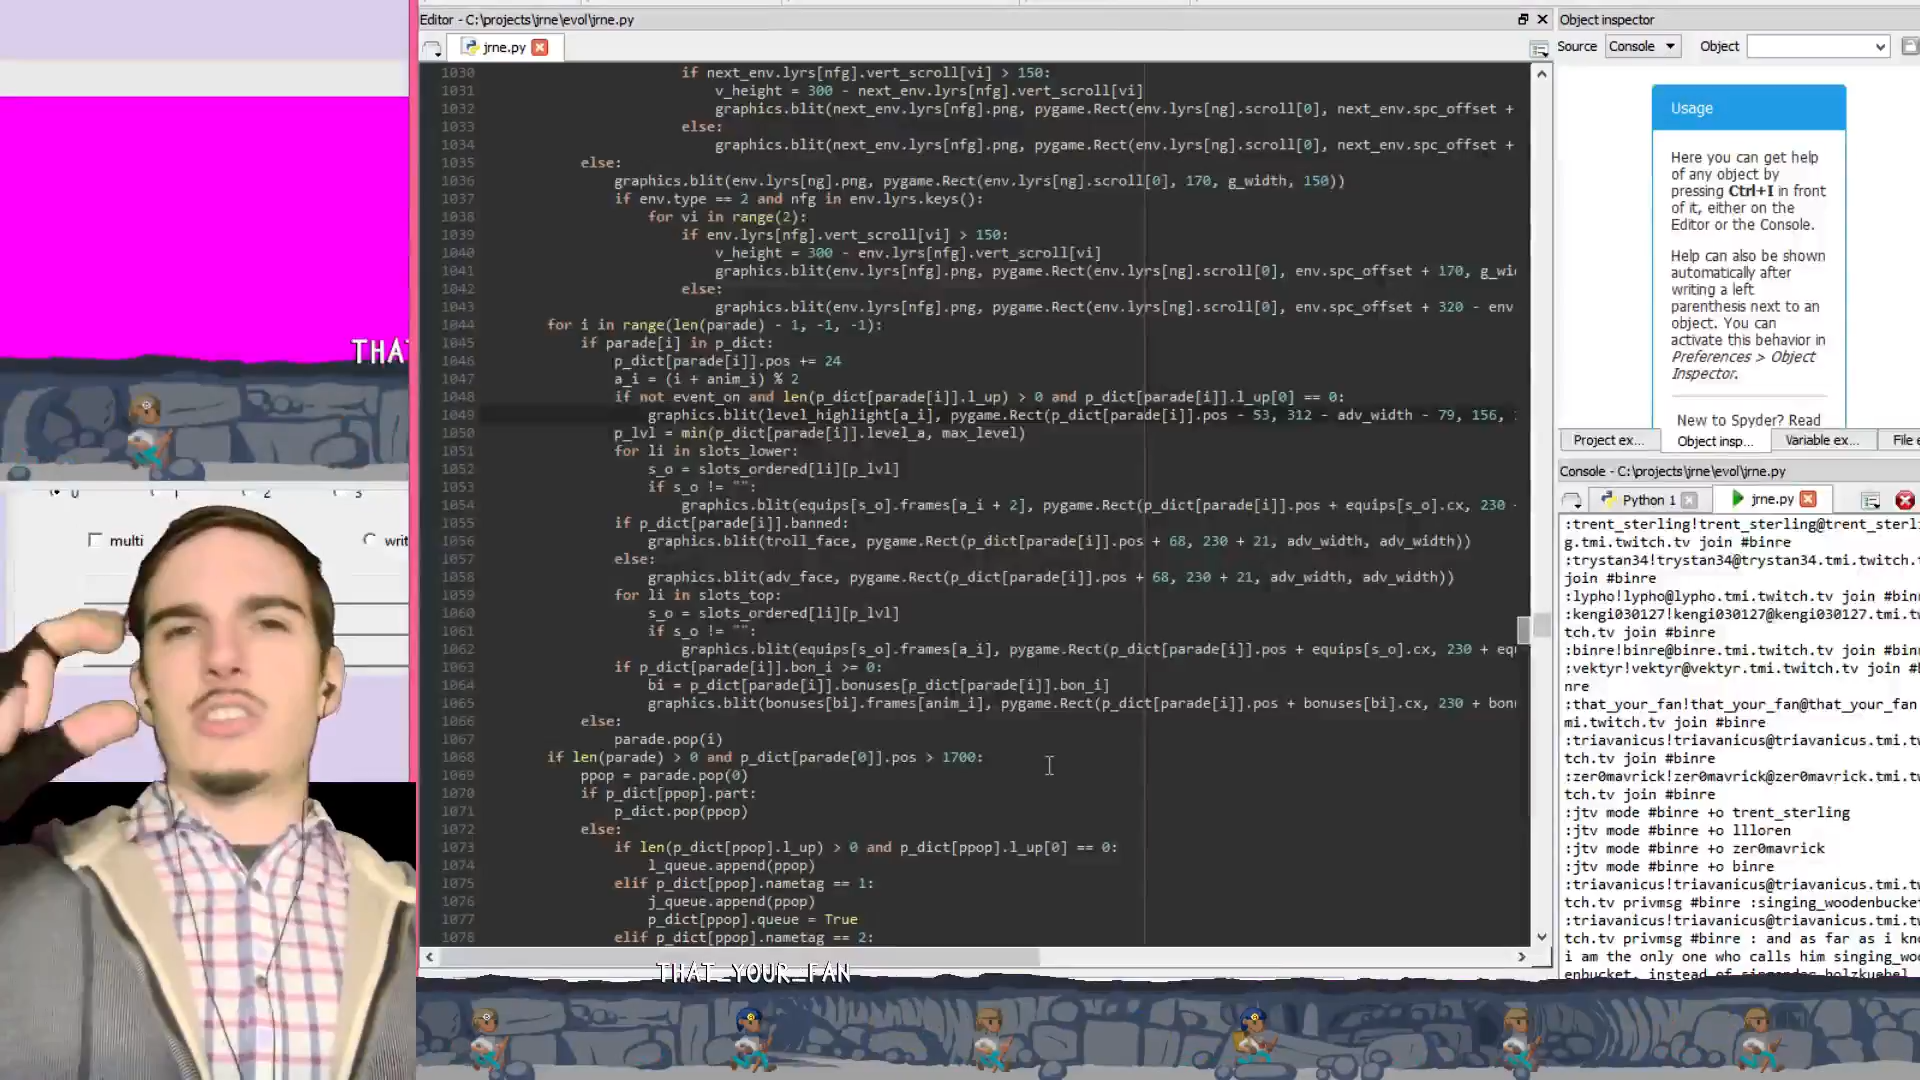 Editor - C:\projects\jrne\evol\jrne.py
jrne.py
1030 if next_env.lyrs[nfg].vert_scroll[vi] > 150:
1031 v_height = 300 - next_env.lyrs[nfg].vert_scroll[vi]
1032 graphics.blit(next_env.lyrs[nfg].png, pygame.Rect(env.lyrs[ng].scroll[0], next_env.spc_offset +
1033 else:
1034 graphics.blit(next_env.lyrs[nfg].png, pygame.Rect(env.lyrs[ng].scroll[0], next_env.spc_offset +
1035 else:
1036 graphics.blit(env.lyrs[ng].png, pygame.Rect(env.lyrs[ng].scroll[0], 170, g_width, 150))
1037 if env.type == 2 and nfg in env.lyrs.keys():
1038 for vi in range(2):
1039 if env.lyrs[nfg].vert_scroll[vi] > 150:
1040 v_height = 300 - env.lyrs[nfg].vert_scroll[vi]
1041 graphics.blit(env.lyrs[nfg].png, pygame.Rect(env.lyrs[ng].scroll[0], env.spc_offset + 170, g_wi
1042 else:
1043 graphics.blit(env.lyrs[nfg].png, pygame.Rect(env.lyrs[ng].scroll[0], env.spc_offset + 320 - env
1044 for i in range(len(parade) - 1, -1, -1):
1045 if parade[i] in p_dict:
1046 p_dict[parade[i]].pos += 24
1047 a_i = (i + anim_i) % 2
1048 if not event_on and len(p_dict[parade[i]].l_up) > 0 and p_dict[parade[i]].l_up[0] == 0:
1049 graphics.blit(level_highlight[a_i], pygame.Rect(p_dict[parade[i]].pos - 53, 312 - adv_width - 79, 156,
1050 p_lvl = min(p_dict[parade[i]].level_a, max_level)
1051 for li in slots_lower:
1052 s_o = slots_ordered[li][p_lvl]
1053 if s_o != "":
1054 graphics.blit(equips[s_o].frames[a_i + 2], pygame.Rect(p_dict[parade[i]].pos + equips[s_o].cx, 230 -
1055 if p_dict[parade[i]].banned:
1056 graphics.blit(troll_face, pygame.Rect(p_dict[parade[i]].pos + 68, 230 + 21, adv_width, adv_width))
1057 else:
1058 graphics.blit(adv_face, pygame.Rect(p_dict[parade[i]].pos + 68, 230 + 21, adv_width, adv_width))
1059 for li in slots_top:
1060 s_o = slots_ordered[li][p_lvl]
1061 if s_o != "":
1062 graphics.blit(equips[s_o].frames[a_i], pygame.Rect(p_dict[parade[i]].pos + equips[s_o].cx, 230 + eq
1063 if p_dict[parade[i]].bon_i >= 0:
1064 bi = p_dict[parade[i]].bonuses[p_dict[parade[i]].bon_i]
1065 graphics.blit(bonuses[bi].frames[anim_i], pygame.Rect(p_dict[parade[i]].pos + bonuses[bi].cx, 230 + bon
1066 else:
1067 parade.pop(i)
1068 if len(parade) > 0 and p_dict[parade[0]].pos > 1700:
1069 ppop = parade.pop(0)
1070 if p_dict[ppop].part:
1071 p_dict.pop(ppop)
1072 else:
1073 if len(p_dict[ppop].l_up) > 0 and p_dict[ppop].l_up[0] == 0:
1074 l_queue.append(ppop)
1075 elif p_dict[ppop].nametag == 1:
1076 j_queue.append(ppop)
1077 p_dict[ppop].queue = True
1078 elif p_dict[ppop].nametag == 2:
Object inspector
Source Console Object
Usage
Here you can get help
of any object by
pressing Ctrl+I in front
of it, either on the
Editor or the Console.
Help can also be shown
automatically after
writing a left
parenthesis next to an
object. You can
activate this behavior in
Preferences > Object
Inspector.
New to Spyder? Read
Project ex... Object insp... Variable ex... File e
Console - C:\projects\jrne\evol\jrne.py
Python 1 jrne.py
:trent_sterling!trent_sterling@trent_sterli
g.tmi.twitch.tv join #binre
:trystan34!trystan34@trystan34.tmi.twitch.t
join #binre
:lypho!lypho@lypho.tmi.twitch.tv join #binr
:kengi030127!kengi030127@kengi030127.tmi.tw
tch.tv join #binre
:binre!binre@binre.tmi.twitch.tv join #binr
:vektyr!vektyr@vektyr.tmi.twitch.tv join #b
nre
:that_your_fan!that_your_fan@that_your_fan
mi.twitch.tv join #binre
:triavanicus!triavanicus@triavanicus.tmi.tw
tch.tv join #binre
:zer0mavrick!zer0mavrick@zer0mavrick.tmi.tw
tch.tv join #binre
:jtv mode #binre +o trent_sterling
:jtv mode #binre +o llloren
:jtv mode #binre +o zer0mavrick
:jtv mode #binre +o binre
:triavanicus!triavanicus@triavanicus.tmi.tw
tch.tv privmsg #binre :singing_woodenbucket
:triavanicus!triavanicus@triavanicus.tmi.tw
tch.tv privmsg #binre : and as far as i kno
i am the only one who calls him singing_wo
THA
0 1 2 3
multi writ
THAT_YOUR_FAN